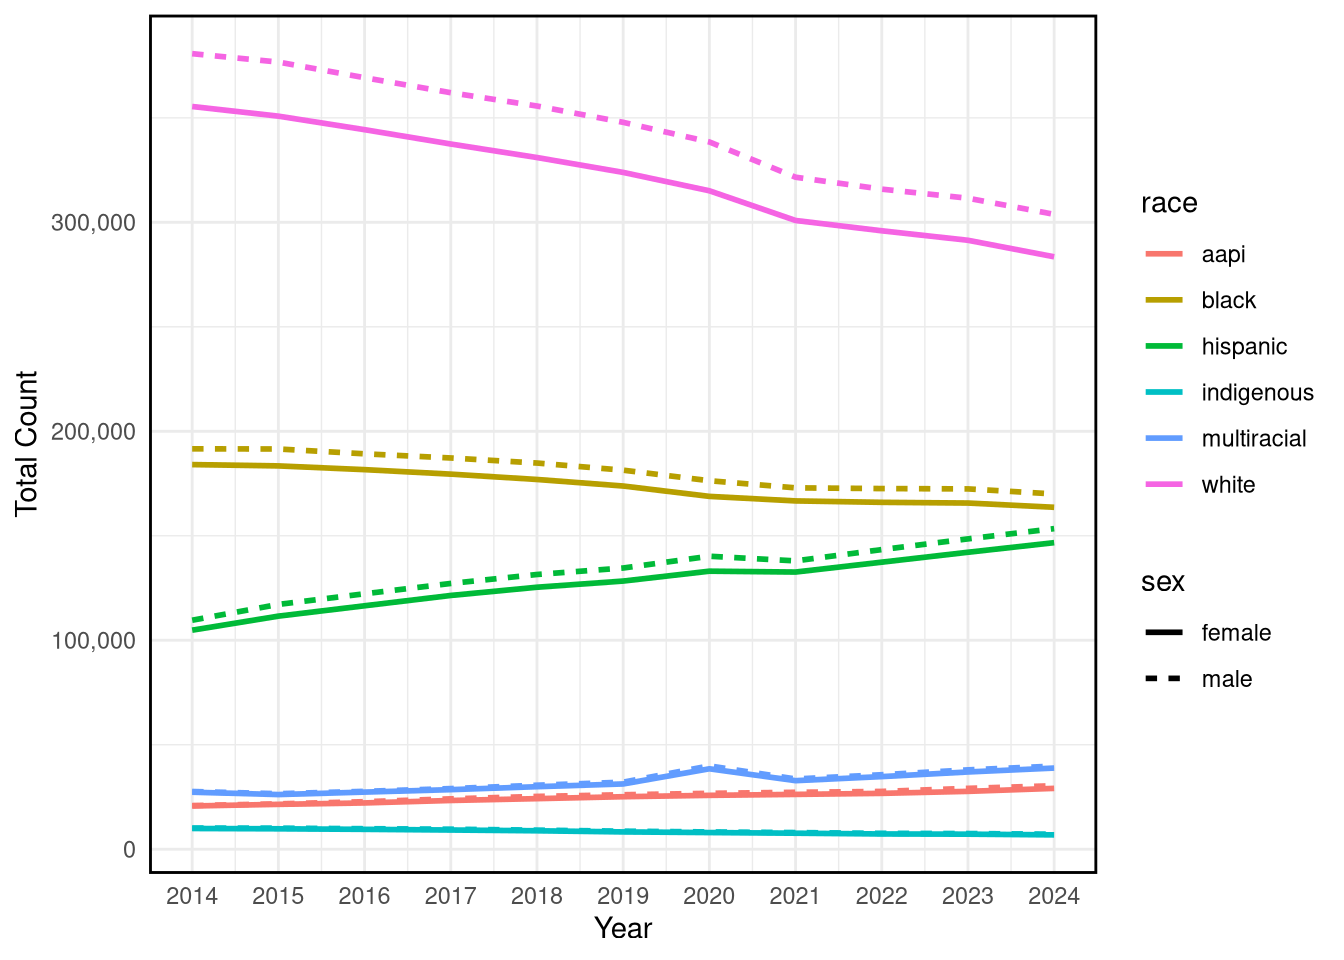 Total Count
300,000
200,000
100,000
0
2014 2015 2016 2017 2018 2019 2020 2021 2022 2023 2024
Year
race
aapi
black
hispanic
indigenous
multiracial
white
sex
female
male